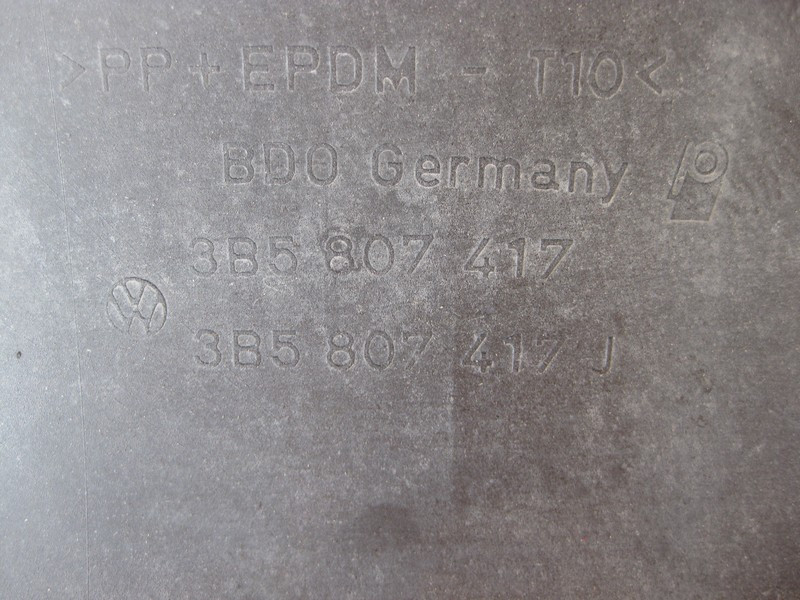 >PP+EPDM - T10<
BDO Germany
3B5 807 417
3B5 807 417 J